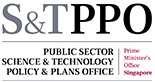 S&TPPO
PUBLIC SECTOR
SCIENCE & TECHNOLOGY
POLICY & PLANS OFFICE
Prime
Minister's
Office
Singapore